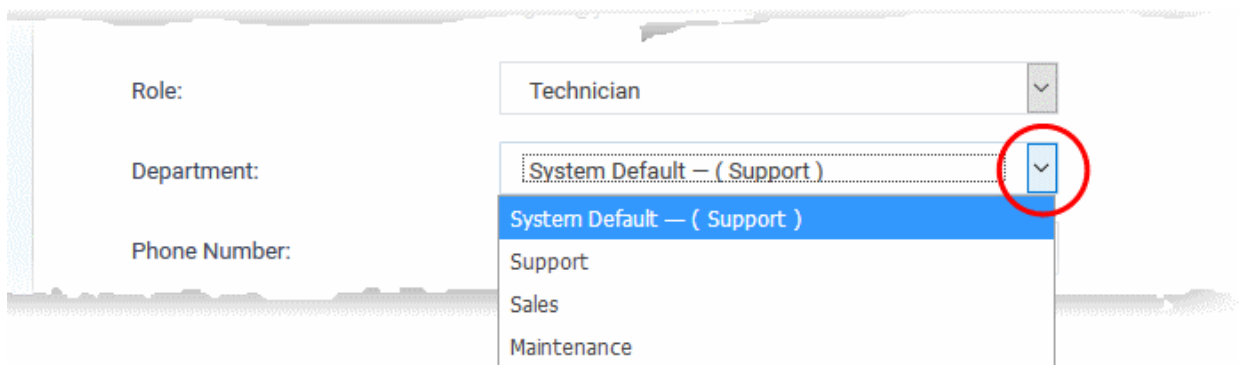 Role: Technician
Department: System Default — ( Support )
System Default — ( Support )
Phone Number:
Support
Sales
Maintenance